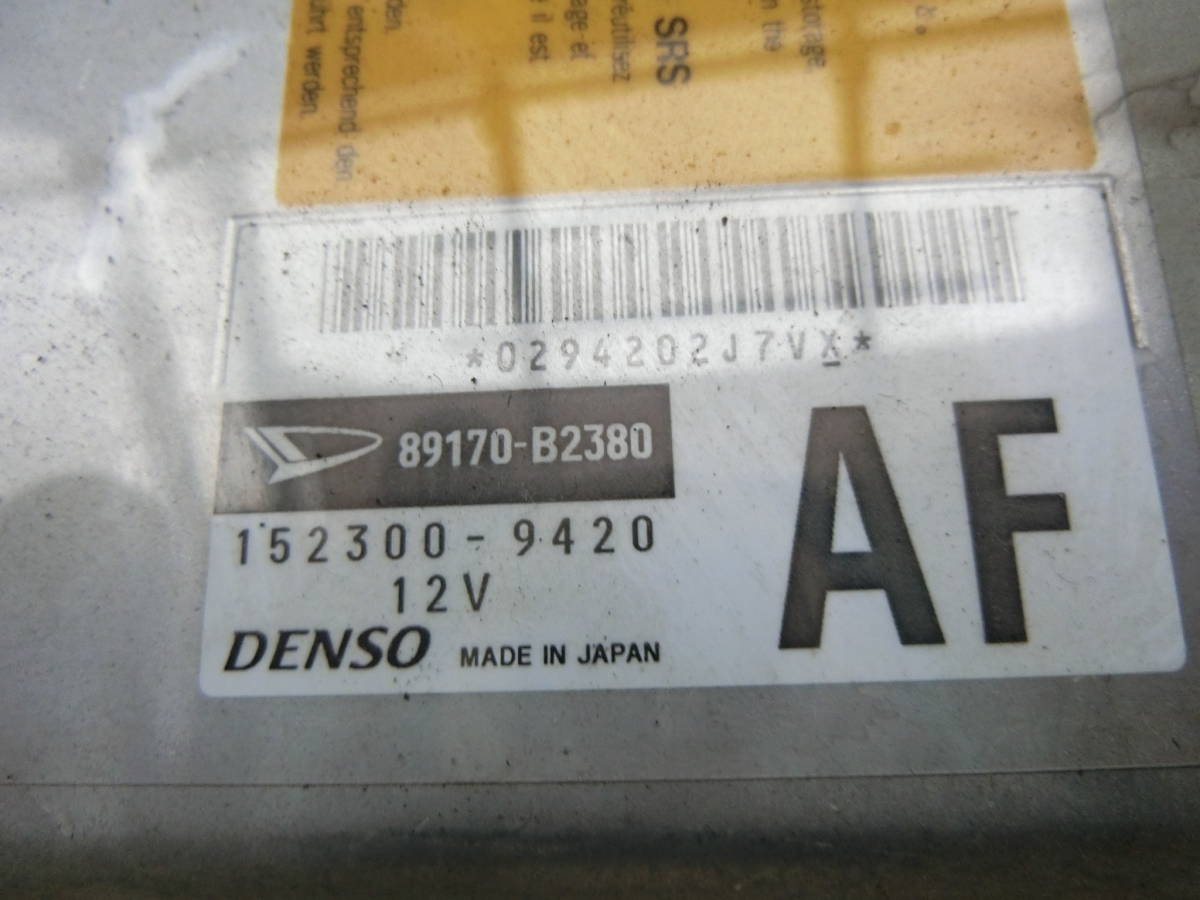 &.
storage.
n the
SRS
réutilisez
age et
il est
den.
entsprechend den
ührt werden.
*0294202J7VX*
89170-B2380
152300-9420
12V
DENSO MADE IN JAPAN
AF